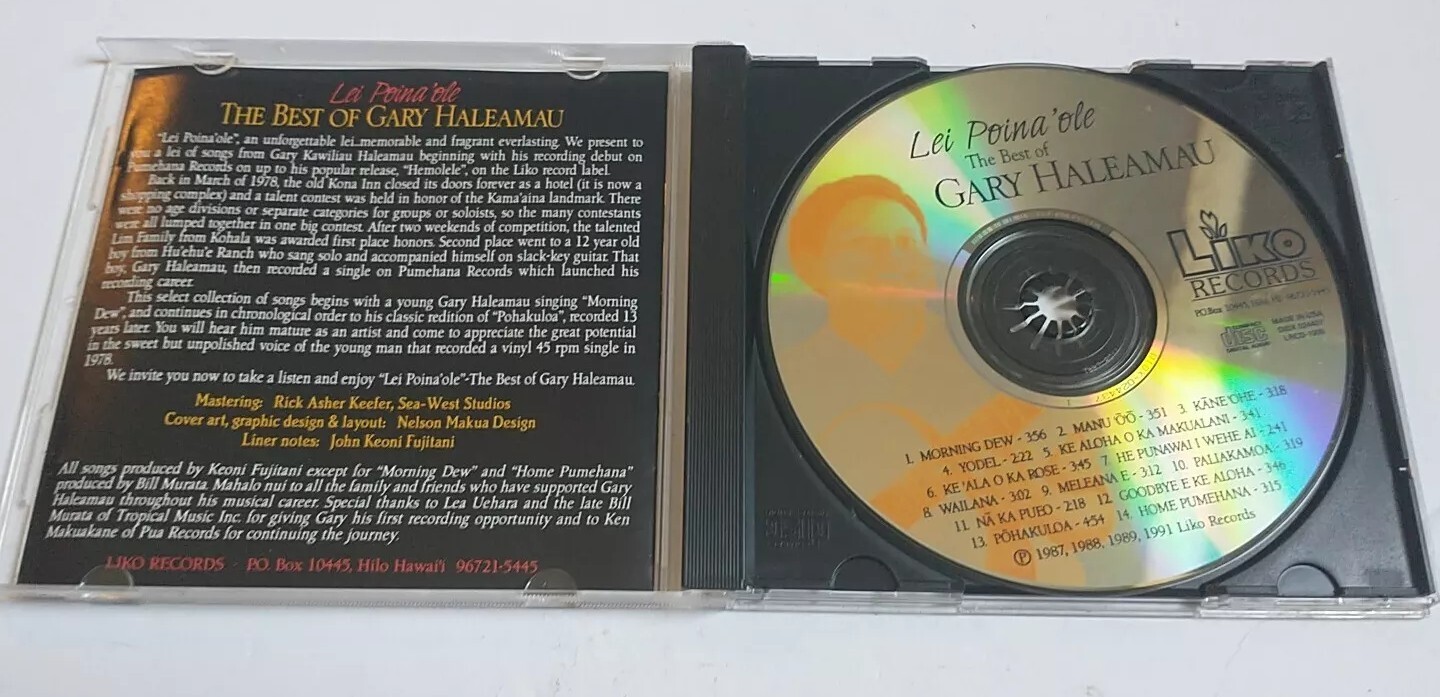 Lei Poina'ole
THE BEST OF GARY HALEAMAU
"Lei Poina'ole", an unforgettable lei...memorable and fragrant everlasting. We present to
you a lei of songs from Gary Kawiliau Haleamau beginning with his recording debut on
Pumehana Records on up to his popular release, "Hemolele", on the Liko record label.
Back in March of 1978, the old Kona Inn closed its doors forever as a hotel (it is now a
shopping complex) and a talent contest was held in honor of the Kama'aina landmark. There
were no age divisions or separate categories for groups or soloists, so the many contestants
were all lumped together in one big contest. After two weekends of competition, the talented
Lim Family from Kohala was awarded first place honors. Second place went to a 12 year old
boy from Hu'ehu'e Ranch who sang solo and accompanied himself on slack-key guitar. That
boy, Gary Haleamau, then recorded a single on Pumehana Records which launched his
recording career.
This select collection of songs begins with a young Gary Haleamau singing "Morning
Dew", and continues in chronological order to his classic redition of "Pohakuloa", recorded 13
years later. You will hear him mature as an artist and come to appreciate the great potential
in the sweet but unpolished voice of the young man that recorded a vinyl 45 rpm single in
1978.
We invite you now to take a listen and enjoy "Lei Poina'ole"-The Best of Gary Haleamau.
Mastering: Rick Asher Keefer, Sea-West Studios
Cover art, graphic design & layout: Nelson Makua Design
Liner notes: John Keoni Fujitani
All songs produced by Keoni Fujitani except for "Morning Dew" and "Home Pumehana"
produced by Bill Murata. Mahalo nui to all the family and friends who have supported Gary
Haleamau throughout his musical career. Special thanks to Lea Uehara and the late Bill
Murata of Tropical Music Inc. for giving Gary his first recording opportunity and to Ken
Makuakane of Pua Records for continuing the journey.
LIKO RECORDS · P.O. Box 10445, Hilo Hawai'i 96721-5445
Lei Poina'ole
The Best of
GARY HALEAMAU
LIKO
RECORDS
P.O. Box 10445, Hilo, HI 96720-5445
COMPACT
disc
DIGITAL AUDIO
MADE IN USA
1. MORNING DEW - 3:56 2. MANU 'Ō'Ō - 3:51 3. KĀNE'OHE - 3:18
4. YODEL - 2:22 5. KE ALOHA O KA MAKUALANI - 3:41
6. KE 'ALA O KA ROSE - 3:45 7. HE PUNAWAI I WEHE AI - 2:41
8. WAILANA - 3:02 9. MELEANA E - 3:12 10. PALIAKAMOA - 3:19
11. NĀ KA PUEO - 2:18 12. GOODBYE E KE ALOHA - 3:46
13. PŌHAKULOA - 4:54 14. HOME PUMEHANA - 3:15
Ⓟ 1987, 1988, 1989, 1991 Liko Records